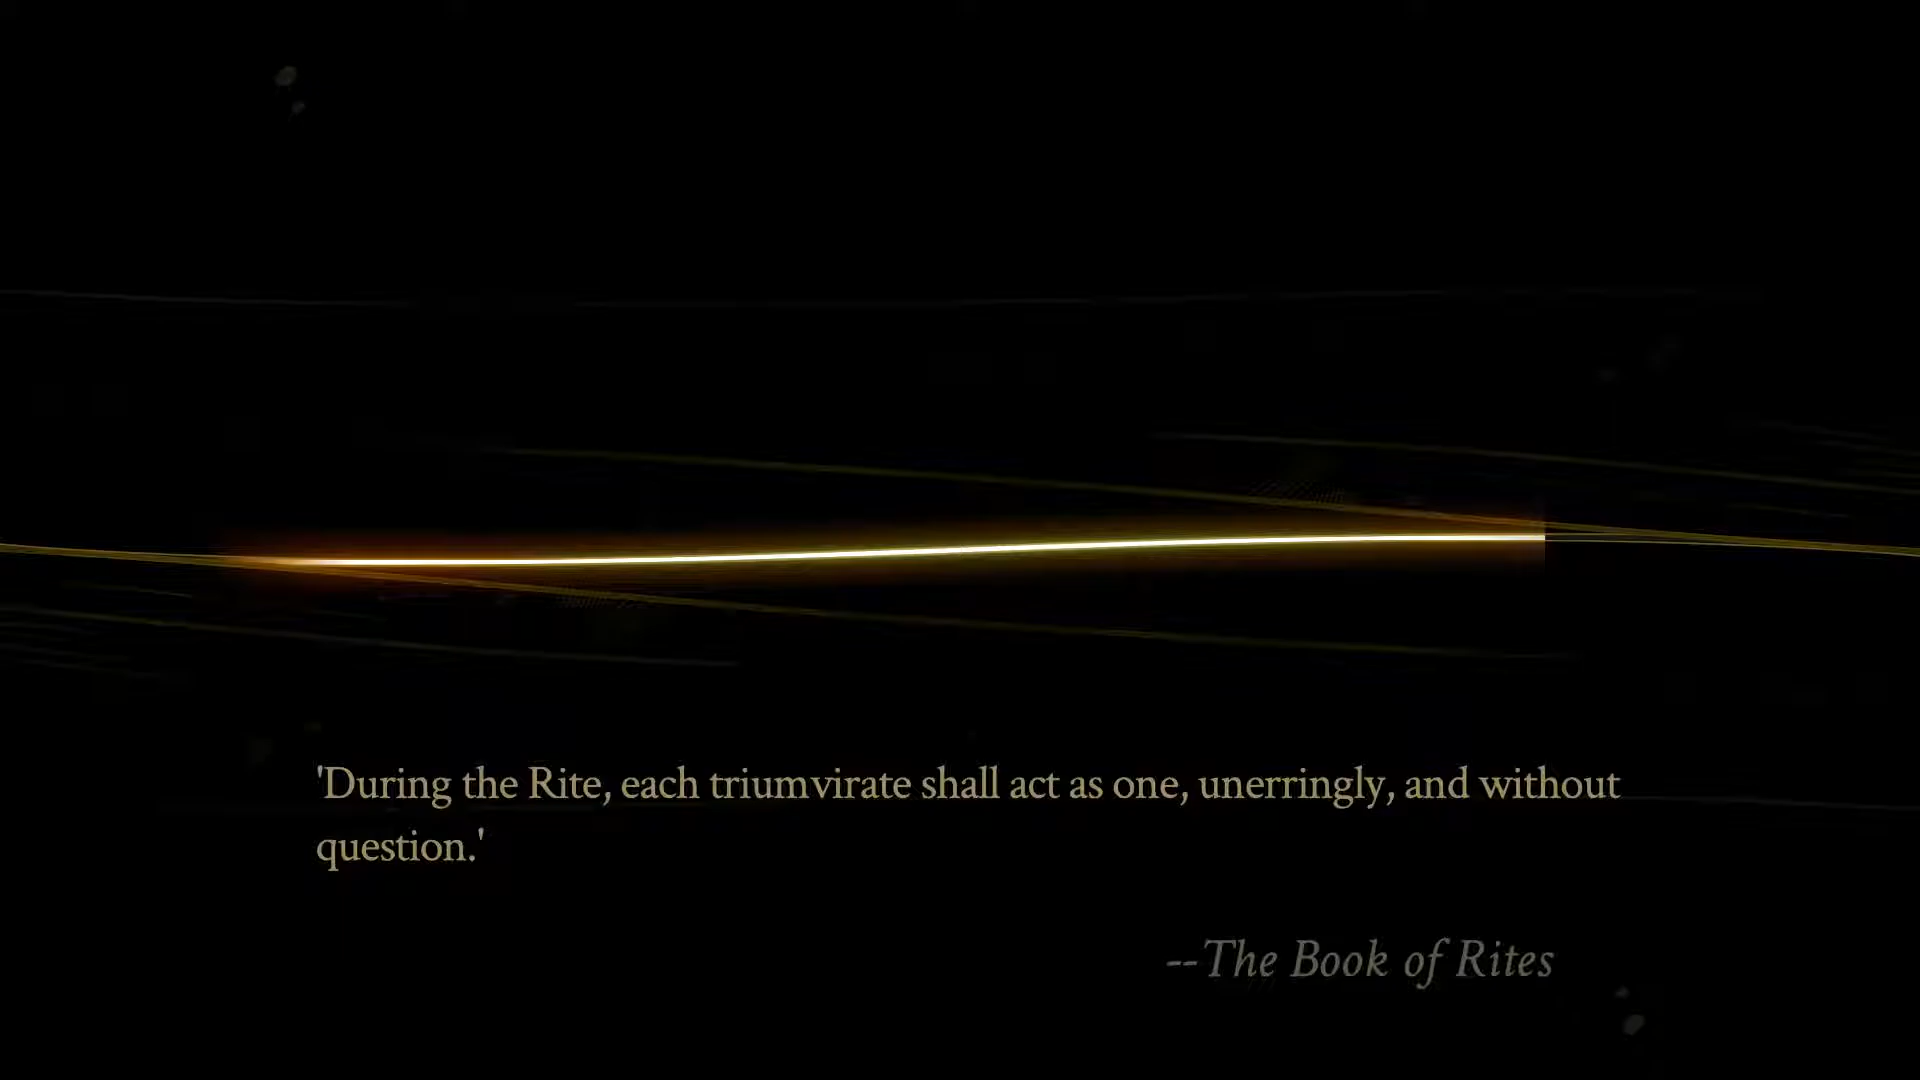 'During the Rite, each triumvirate shall act as one, unerringly, and without
question.'
--The Book of Rites